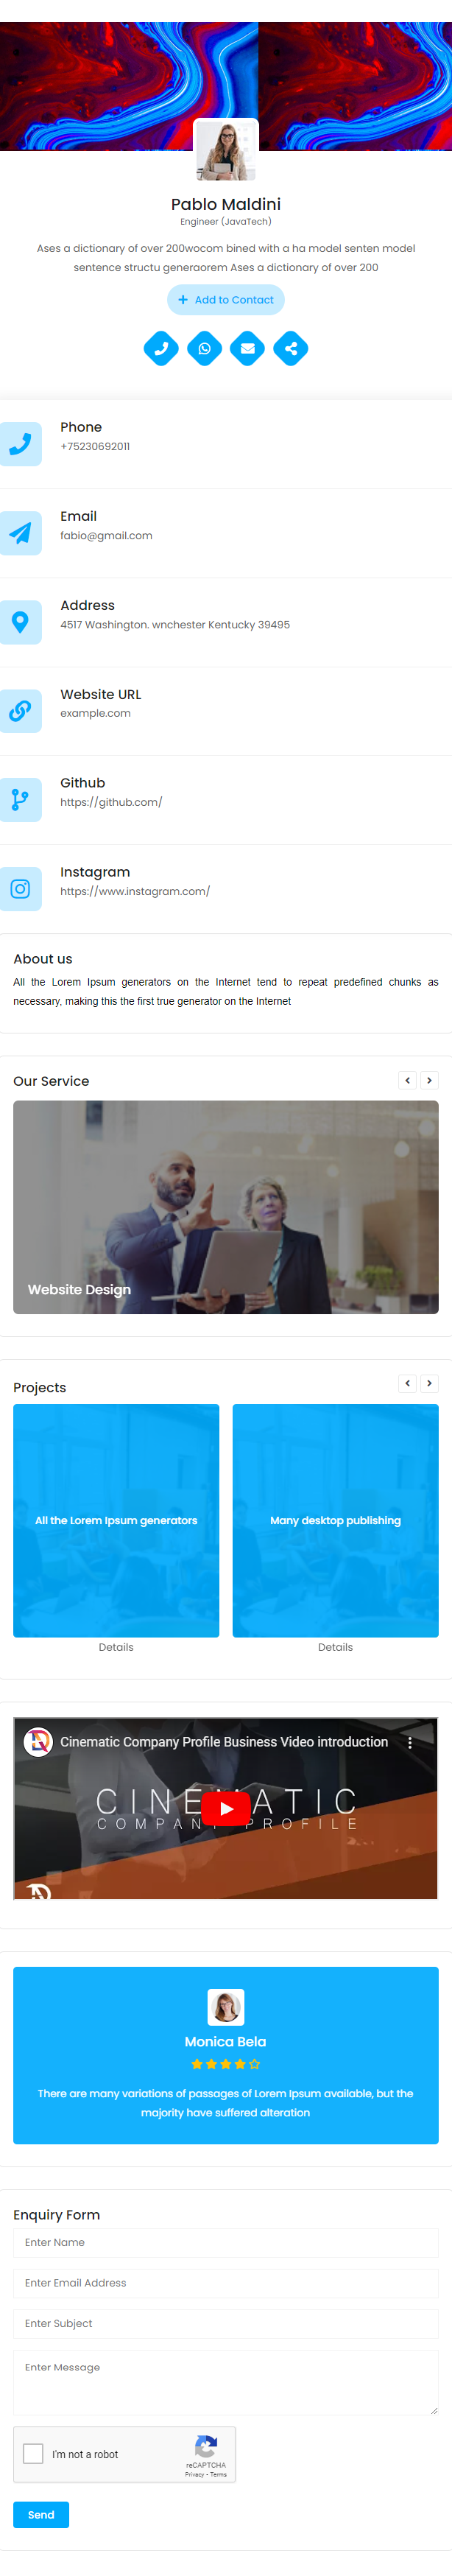 Pablo Maldini
Engineer (JavaTech)
Ases a dictionary of over 200wocom bined with a ha model senten model
sentence structu generaorem Ases a dictionary of over 200
Add to Contact
Phone
+75230692011
Email
fabio@gmail.com
Address
4517 Washington. wnchester Kentucky 39495
Website URL
example.com
Github
https://github.com/
Instagram
https://www.instagram.com/
About us
All the Lorem Ipsum generators on the Internet tend to repeat predefined chunks as
necessary, making this the first true generator on the Internet
Our Service
Website Design
Projects
All the Lorem Ipsum generators
Many desktop publishing
Details
Details
Cinematic Company Profile Business Video introduction
CINEMATIC
COMPANY PROFILE
Monica Bela
There are many variations of passages of Lorem Ipsum available, but the
majority have suffered alteration
Enquiry Form
Enter Name
Enter Email Address
Enter Subject
Enter Message
I'm not a robot
reCAPTCHA
Privacy - Terms
Send